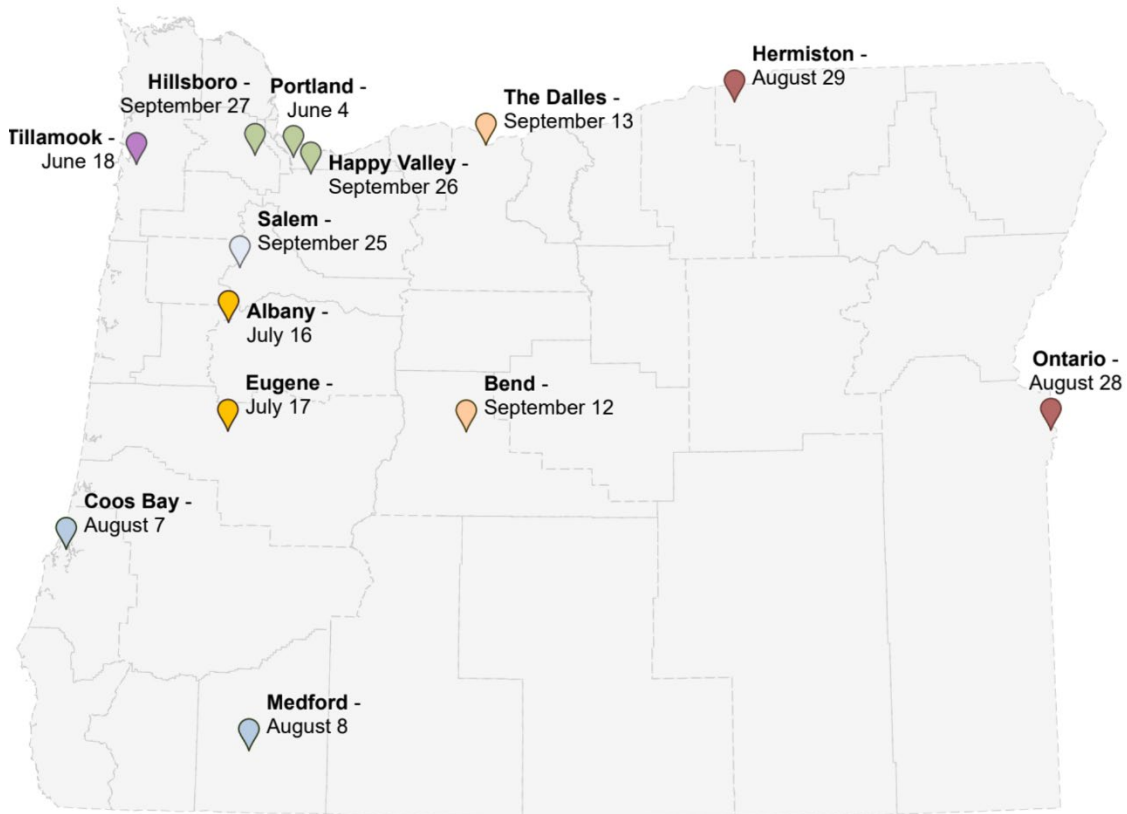 Hermiston -
August 29
Hillsboro -
September 27
Portland -
June 4
The Dalles -
September 13
Tillamook -
June 18
Happy Valley -
September 26
Salem -
September 25
Albany -
July 16
Ontario -
August 28
Eugene -
July 17
Bend -
September 12
Coos Bay -
August 7
Medford -
August 8